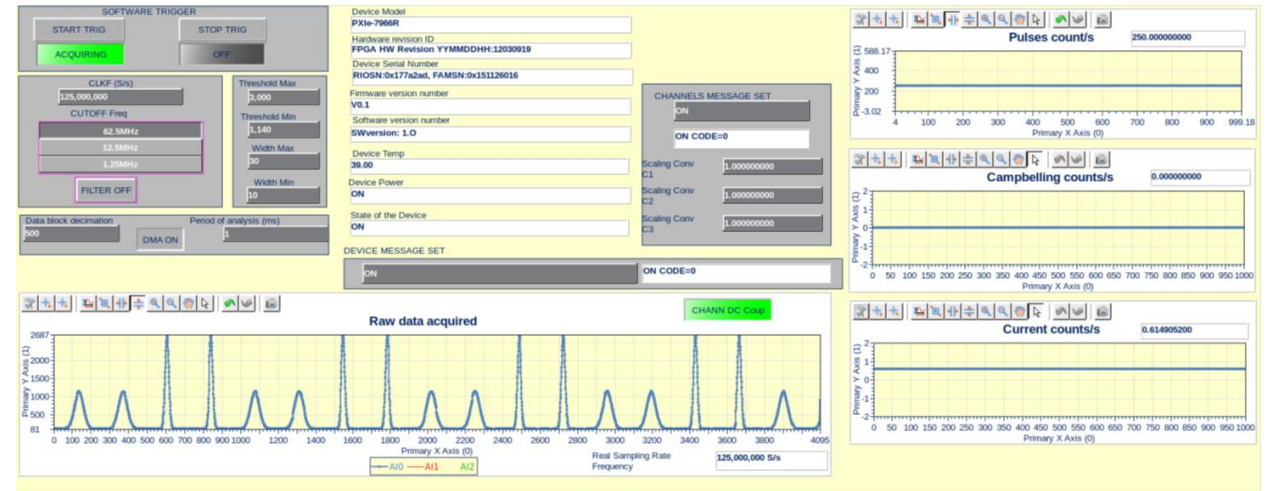 SOFTWARE TRIGGER
START TRIG
STOP TRIG
ACQUIRING
OFF
CLKF (S/s)
125,000,000
CUTOFF Freq
62.5MHz
12.5MHz
1.25MHz
FILTER OFF
Threshold Max
3,000
Threshold Min
1,140
Width Max
30
Width Min
10
Data block decimation
500
DMA ON
Period of analysis (ms)
1
Device Model
PXIe-7966R
Hardware revision ID
FPGA HW Revision YYMMDDHH:12030919
Device Serial Number
RIOSN:0x177a2ad, FAMSN:0x151126016
Firmware version number
V0.1
Software version number
SWversion: 1.O
Device Temp
39.00
Device Power
ON
State of the Device
ON
DEVICE MESSAGE SET
ON
ON CODE=0
CHANNELS MESSAGE SET
ON
ON CODE=0
Scaling Conv
C1
1.000000000
Scaling Conv
C2
1.000000000
Scaling Conv
C3
1.000000000
CHANN DC Coup
Raw data acquired
Primary Y Axis (1)
2687
2000
1500
1000
500
81
0 100 200 300 400 500 600 700 800 900 1000 1200 1400 1600 1800 2000 2200 2400 2600 2800 3000 3200 3400 3600 3800 4095
Primary X Axis (0)
AI0 AI1 AI2
Real Sampling Rate
Frequency
125,000,000 S/s
Pulses count/s
250.000000000
Primary Y Axis (1)
588.17
400
200
-3.02
4 100 200 300 400 500 600 700 800 900 999.18
Primary X Axis (0)
Campbelling counts/s
0.000000000
Primary Y Axis (1)
2
1
0
-1
-2
0 50 100 150 200 250 300 350 400 450 500 550 600 650 700 750 800 850 900 950 1000
Primary X Axis (0)
Current counts/s
0.614905200
Primary Y Axis (1)
2
1
0
-1
-2
0 50 100 150 200 250 300 350 400 450 500 550 600 650 700 750 800 850 900 950 1000
Primary X Axis (0)